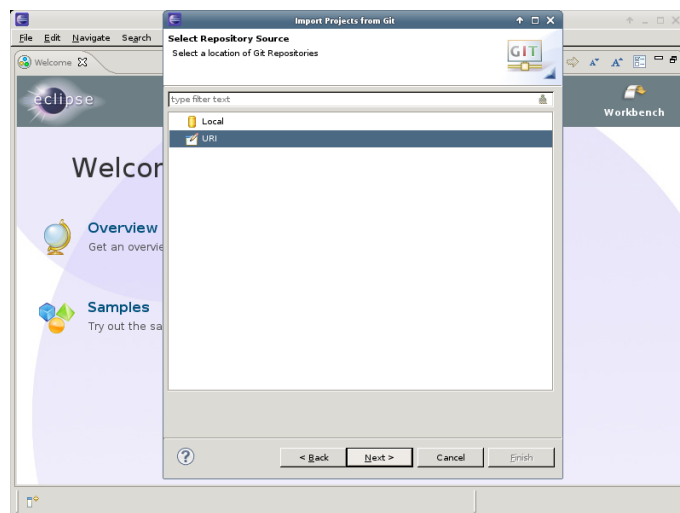 Import Projects from Git
File Edit Navigate Search
Select Repository Source
Select a location of Git Repositories
GIT
Welcome
type filter text
eclipse
Workbench
Local
URI
Welcor
Overview
Get an overvie
Samples
Try out the sa
< Back Next > Cancel Finish